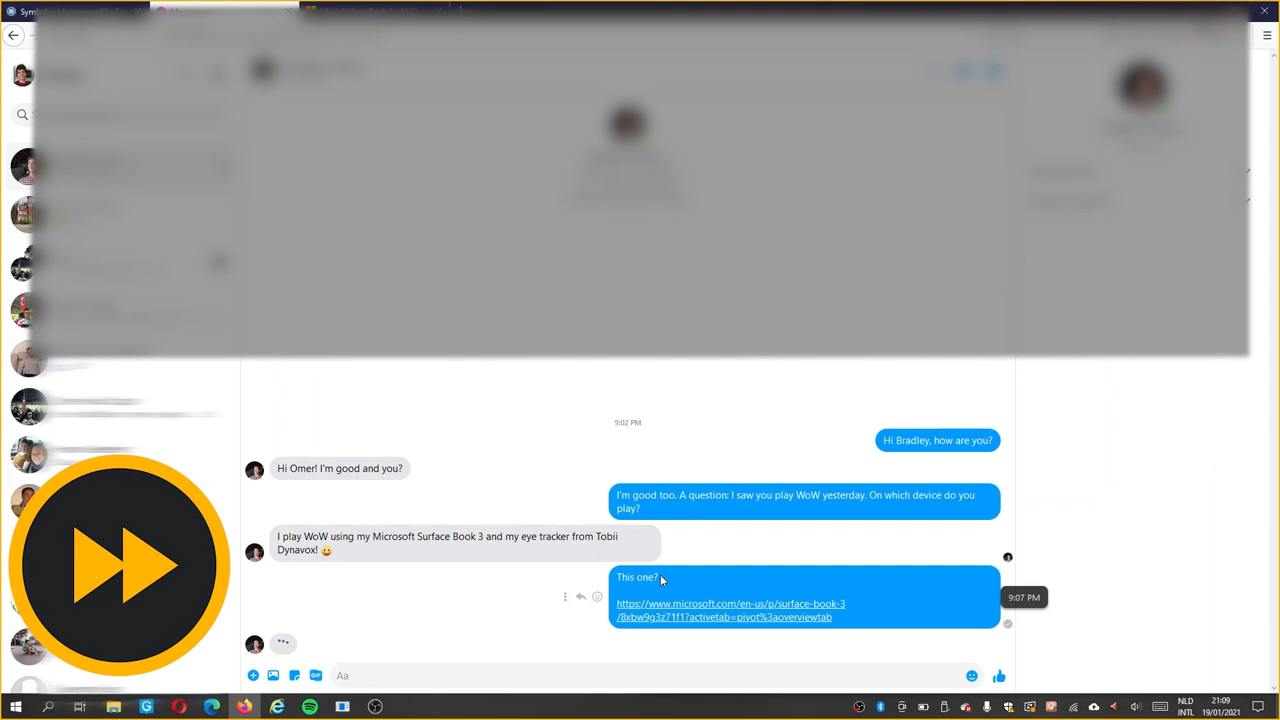 9:02 PM
Hi Bradley, how are you?
Hi Omer! I'm good and you?
I'm good too. A question: I saw you play WoW yesterday. On which device do you
play?
I play WoW using my Microsoft Surface Book 3 and my eye tracker from Tobii
Dynavox! 😀
This one?
https://www.microsoft.com/en-us/p/surface-book-3
/8xbw9g3z71f1?activetab=pivot%3aoverviewtab
9:07 PM
GIF
Aa
NLD
INTL
21:09
19/01/2021